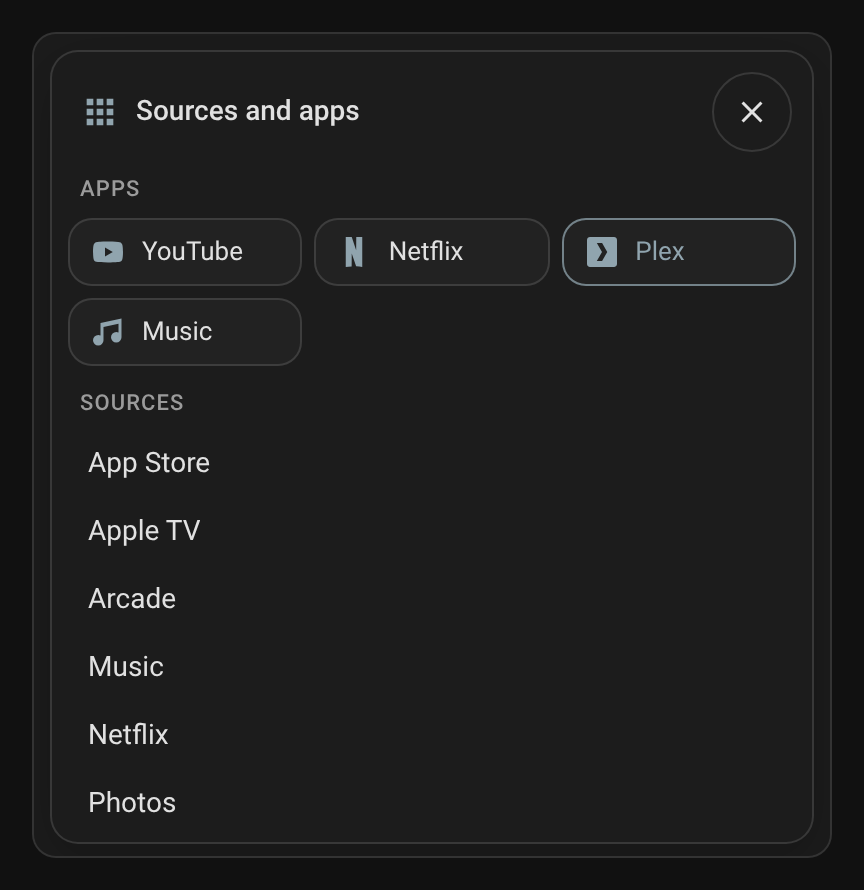 Sources and apps
APPS
YouTube
Netflix
Plex
Music
SOURCES
App Store
Apple TV
Arcade
Music
Netflix
Photos